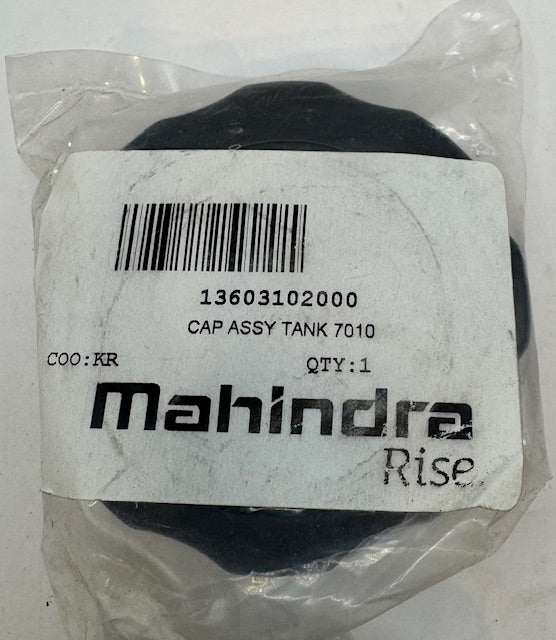 13603102000
CAP ASSY TANK 7010
COO:KR QTY:1
Mahindra
Rise.